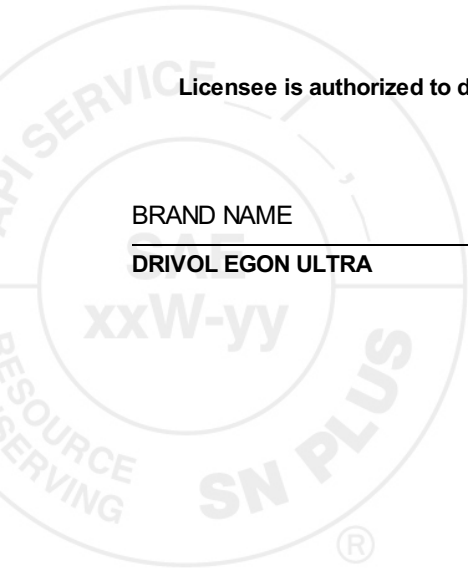 Licensee is authorized to d
BRAND NAME
DRIVOL EGON ULTRA
API SERVICE
SAE
xxW-yy
RESOURCE
SERVING
SN PLUS
®